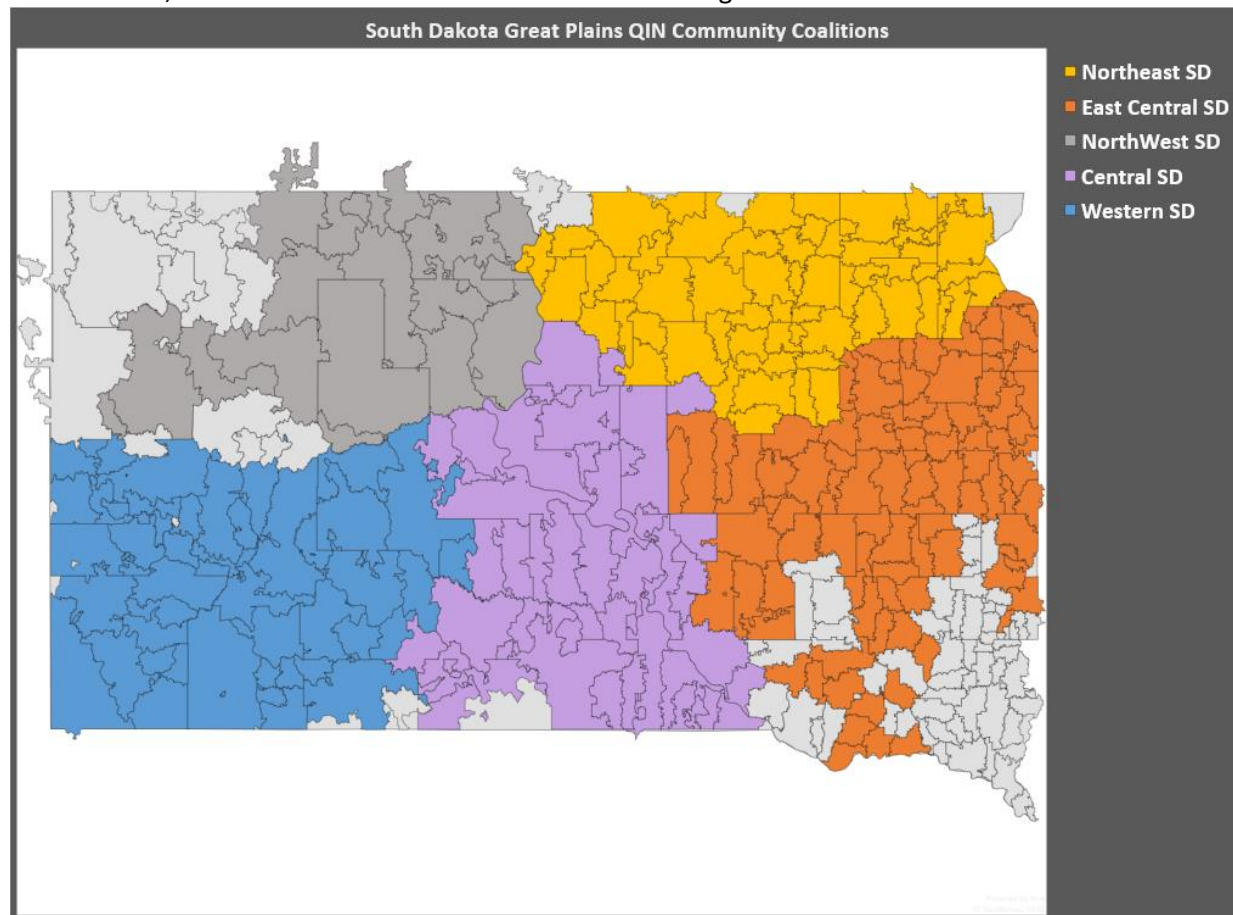 South Dakota Great Plains QIN Community Coalitions
Northeast SD
East Central SD
NorthWest SD
Central SD
Western SD